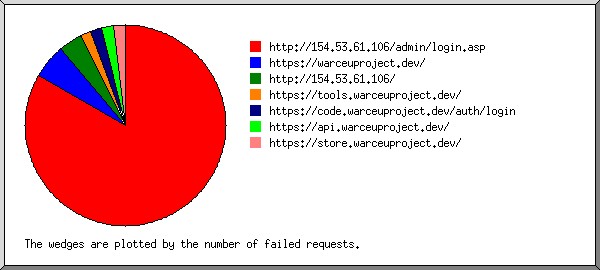 http://154.53.61.106/admin/login.asp
https://warceuproject.dev/
http://154.53.61.106/
https://tools.warceuproject.dev/
https://code.warceuproject.dev/auth/login
https://api.warceuproject.dev/
https://store.warceuproject.dev/
The wedges are plotted by the number of failed requests.